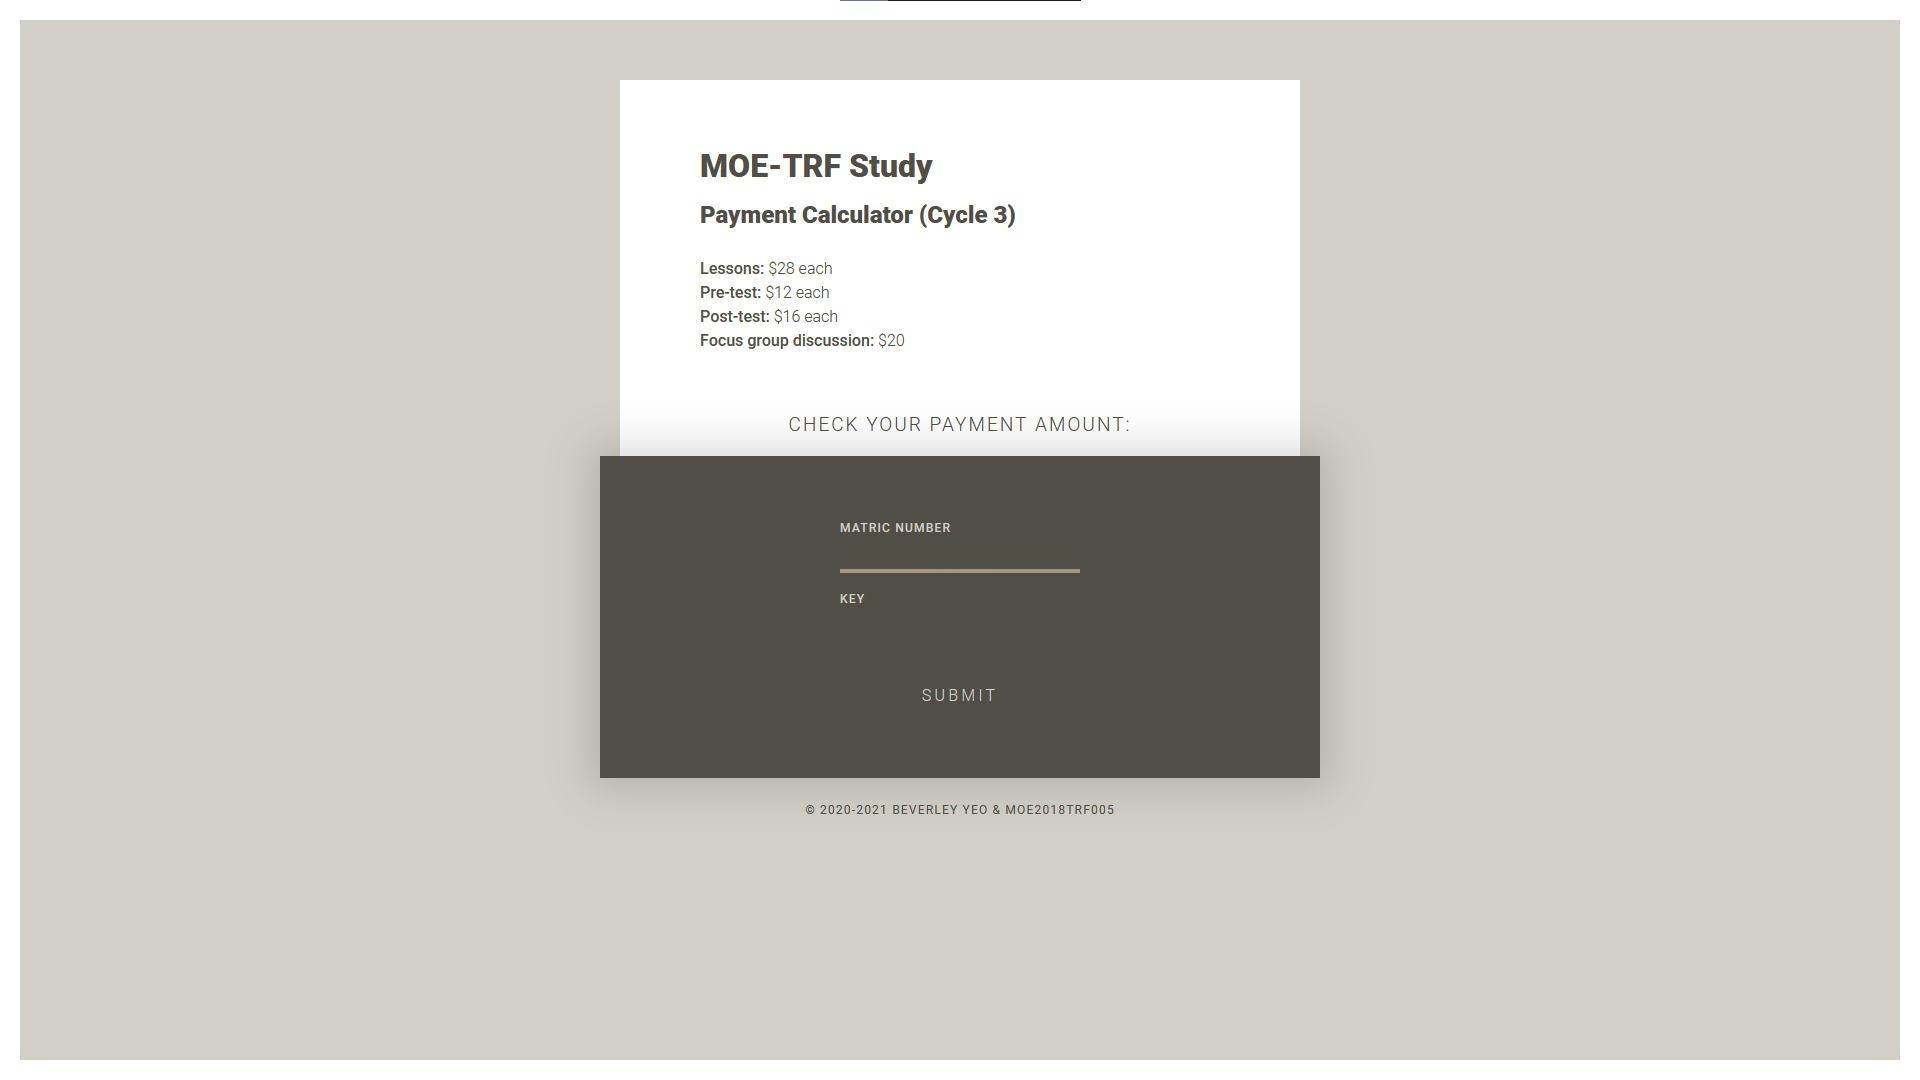 MOE-TRF Study
Payment Calculator (Cycle 3)
Lessons: $28 each
Pre-test: $12 each
Post-test: $16 each
Focus group discussion: $20
CHECK YOUR PAYMENT AMOUNT:
MATRIC NUMBER
KEY
SUBMIT
© 2020-2021 BEVERLEY YEO & MOE2018TRF005